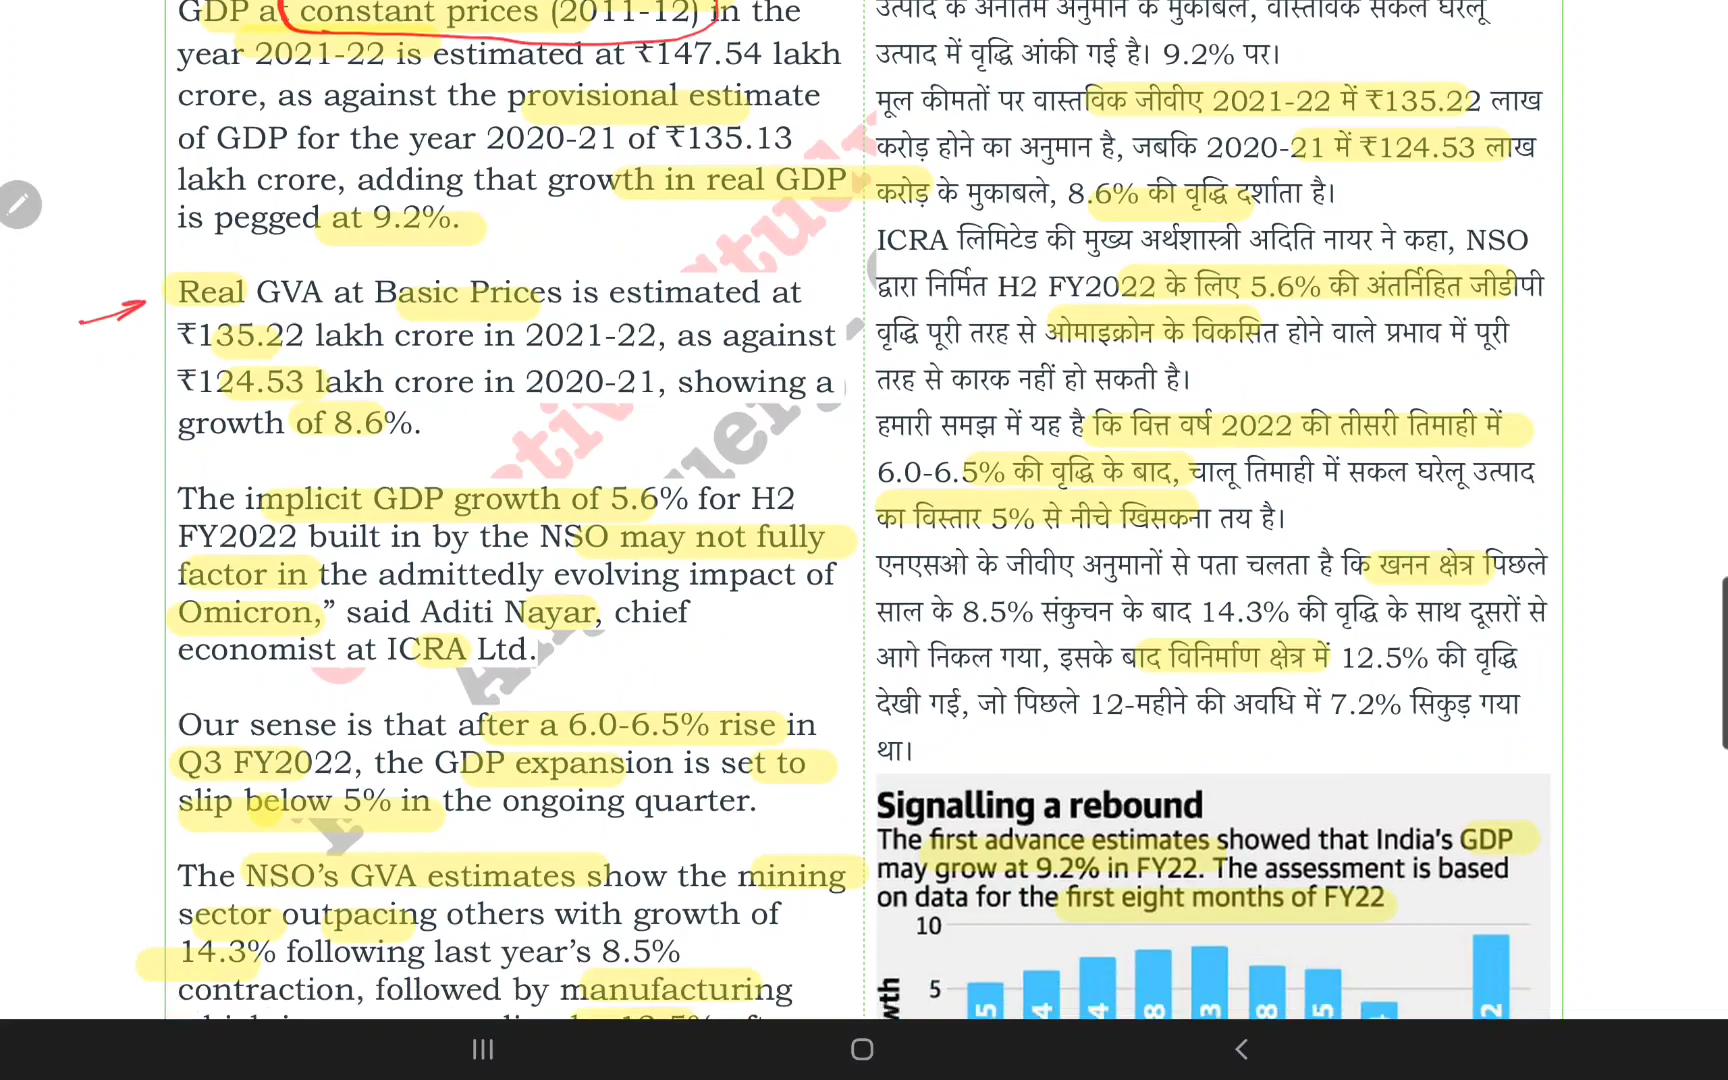 GDP at constant prices (2011-12) in the
year 2021-22 is estimated at ₹147.54 lakh
crore, as against the provisional estimate
of GDP for the year 2020-21 of ₹135.13
lakh crore, adding that growth in real GDP
is pegged at 9.2%.
Real GVA at Basic Prices is estimated at
₹135.22 lakh crore in 2021-22, as against
₹124.53 lakh crore in 2020-21, showing a
growth of 8.6%.
The implicit GDP growth of 5.6% for H2
FY2022 built in by the NSO may not fully
factor in the admittedly evolving impact of
Omicron,” said Aditi Nayar, chief
economist at ICRA Ltd.
Our sense is that after a 6.0-6.5% rise in
Q3 FY2022, the GDP expansion is set to
slip below 5% in the ongoing quarter.
The NSO’s GVA estimates show the mining
sector outpacing others with growth of
14.3% following last year’s 8.5%
contraction, followed by manufacturing
उत्पाद के अनंतिम अनुमान के मुकाबले, वास्तविक सकल घरेलू
उत्पाद में वृद्धि आंकी गई है। 9.2% पर।
मूल कीमतों पर वास्तविक जीवीए 2021-22 में ₹135.22 लाख
करोड़ होने का अनुमान है, जबकि 2020-21 में ₹124.53 लाख
करोड़ के मुकाबले, 8.6% की वृद्धि दर्शाता है।
ICRA लिमिटेड की मुख्य अर्थशास्त्री अदिति नायर ने कहा, NSO
द्वारा निर्मित H2 FY2022 के लिए 5.6% की अंतर्निहित जीडीपी
वृद्धि पूरी तरह से ओमाइक्रोन के विकसित होने वाले प्रभाव में पूरी
तरह से कारक नहीं हो सकती है।
हमारी समझ में यह है कि वित्त वर्ष 2022 की तीसरी तिमाही में
6.0-6.5% की वृद्धि के बाद, चालू तिमाही में सकल घरेलू उत्पाद
का विस्तार 5% से नीचे खिसकना तय है।
एनएसओ के जीवीए अनुमानों से पता चलता है कि खनन क्षेत्र पिछले
साल के 8.5% संकुचन के बाद 14.3% की वृद्धि के साथ दूसरों से
आगे निकल गया, इसके बाद विनिर्माण क्षेत्र में 12.5% की वृद्धि
देखी गई, जो पिछले 12-महीने की अवधि में 7.2% सिकुड़ गया
था।
Signalling a rebound
The first advance estimates showed that India's GDP
may grow at 9.2% in FY22. The assessment is based
on data for the first eight months of FY22
10
5